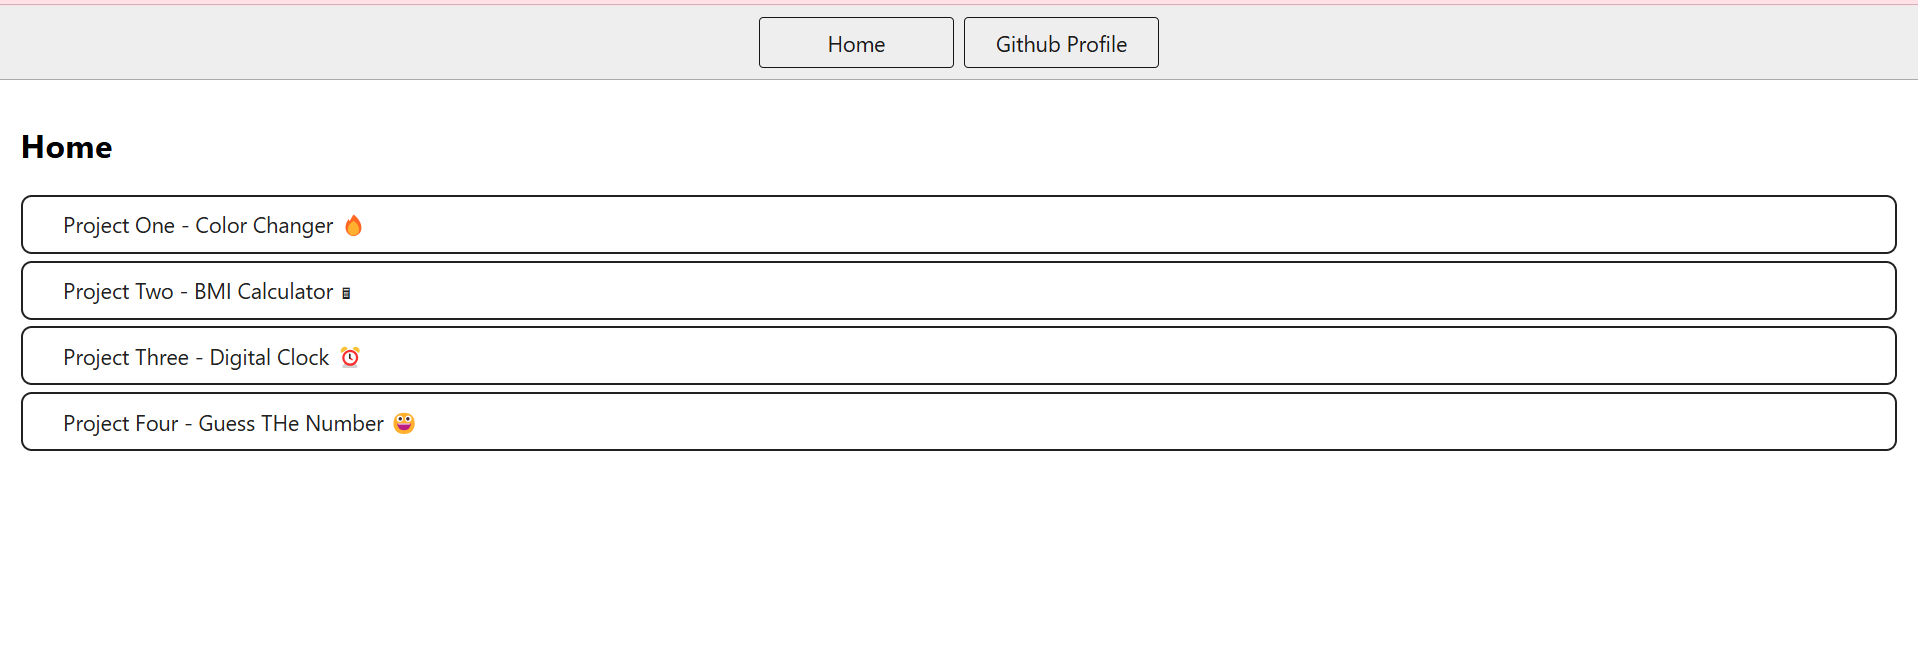 Home
Github Profile
Home
Project One - Color Changer 🔥
Project Two - BMI Calculator 🖩
Project Three - Digital Clock ⏰
Project Four - Guess THe Number 😀